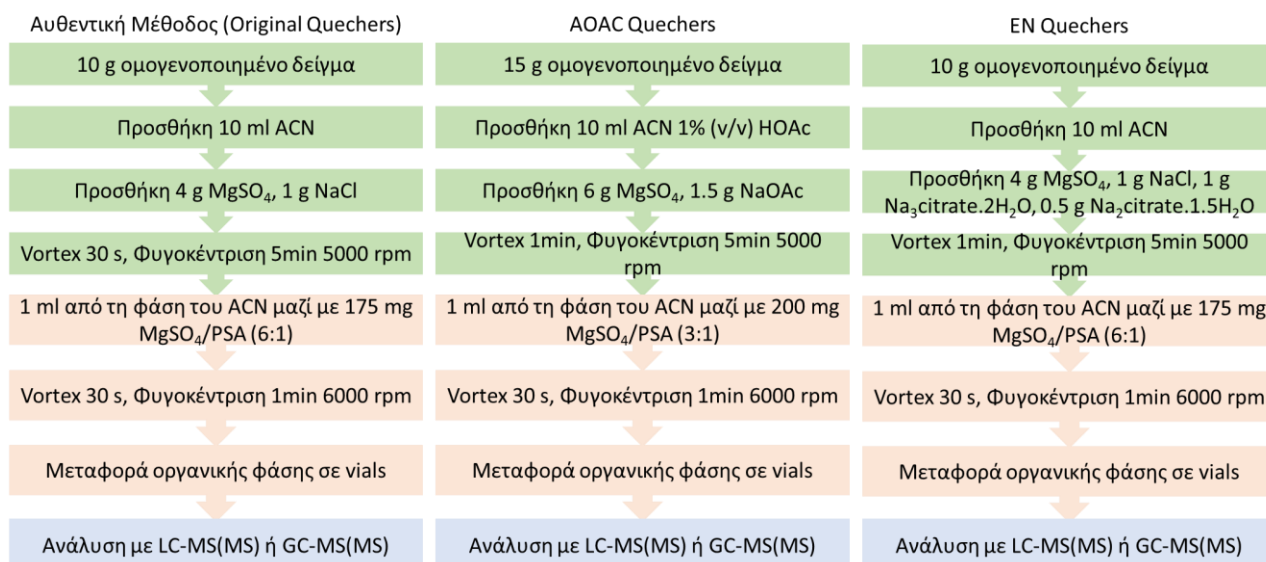 Αυθεντική Μέθοδος (Original Quechers)
10 g ομογενοποιημένο δείγμα
Προσθήκη 10 ml ACN
Προσθήκη 4 g MgSO₄, 1 g NaCl
Vortex 30 s, Φυγοκέντριση 5min 5000 rpm
1 ml από τη φάση του ACN μαζί με 175 mg
MgSO₄/PSA (6:1)
Vortex 30 s, Φυγοκέντριση 1min 6000 rpm
Μεταφορά οργανικής φάσης σε vials
Ανάλυση με LC-MS(MS) ή GC-MS(MS)
AOAC Quechers
15 g ομογενοποιημένο δείγμα
Προσθήκη 10 ml ACN 1% (v/v) HOAc
Προσθήκη 6 g MgSO₄, 1.5 g NaOAc
Vortex 1min, Φυγοκέντριση 5min 5000
rpm
1 ml από τη φάση του ACN μαζί με 200 mg
MgSO₄/PSA (3:1)
Vortex 30 s, Φυγοκέντριση 1min 6000 rpm
Μεταφορά οργανικής φάσης σε vials
Ανάλυση με LC-MS(MS) ή GC-MS(MS)
EN Quechers
10 g ομογενοποιημένο δείγμα
Προσθήκη 10 ml ACN
Προσθήκη 4 g MgSO₄, 1 g NaCl, 1 g
Na₃citrate.2H₂O, 0.5 g Na₂citrate.1.5H₂O
Vortex 1min, Φυγοκέντριση 5min 5000
rpm
1 ml από τη φάση του ACN μαζί με 175 mg
MgSO₄/PSA (6:1)
Vortex 30 s, Φυγοκέντριση 1min 6000 rpm
Μεταφορά οργανικής φάσης σε vials
Ανάλυση με LC-MS(MS) ή GC-MS(MS)